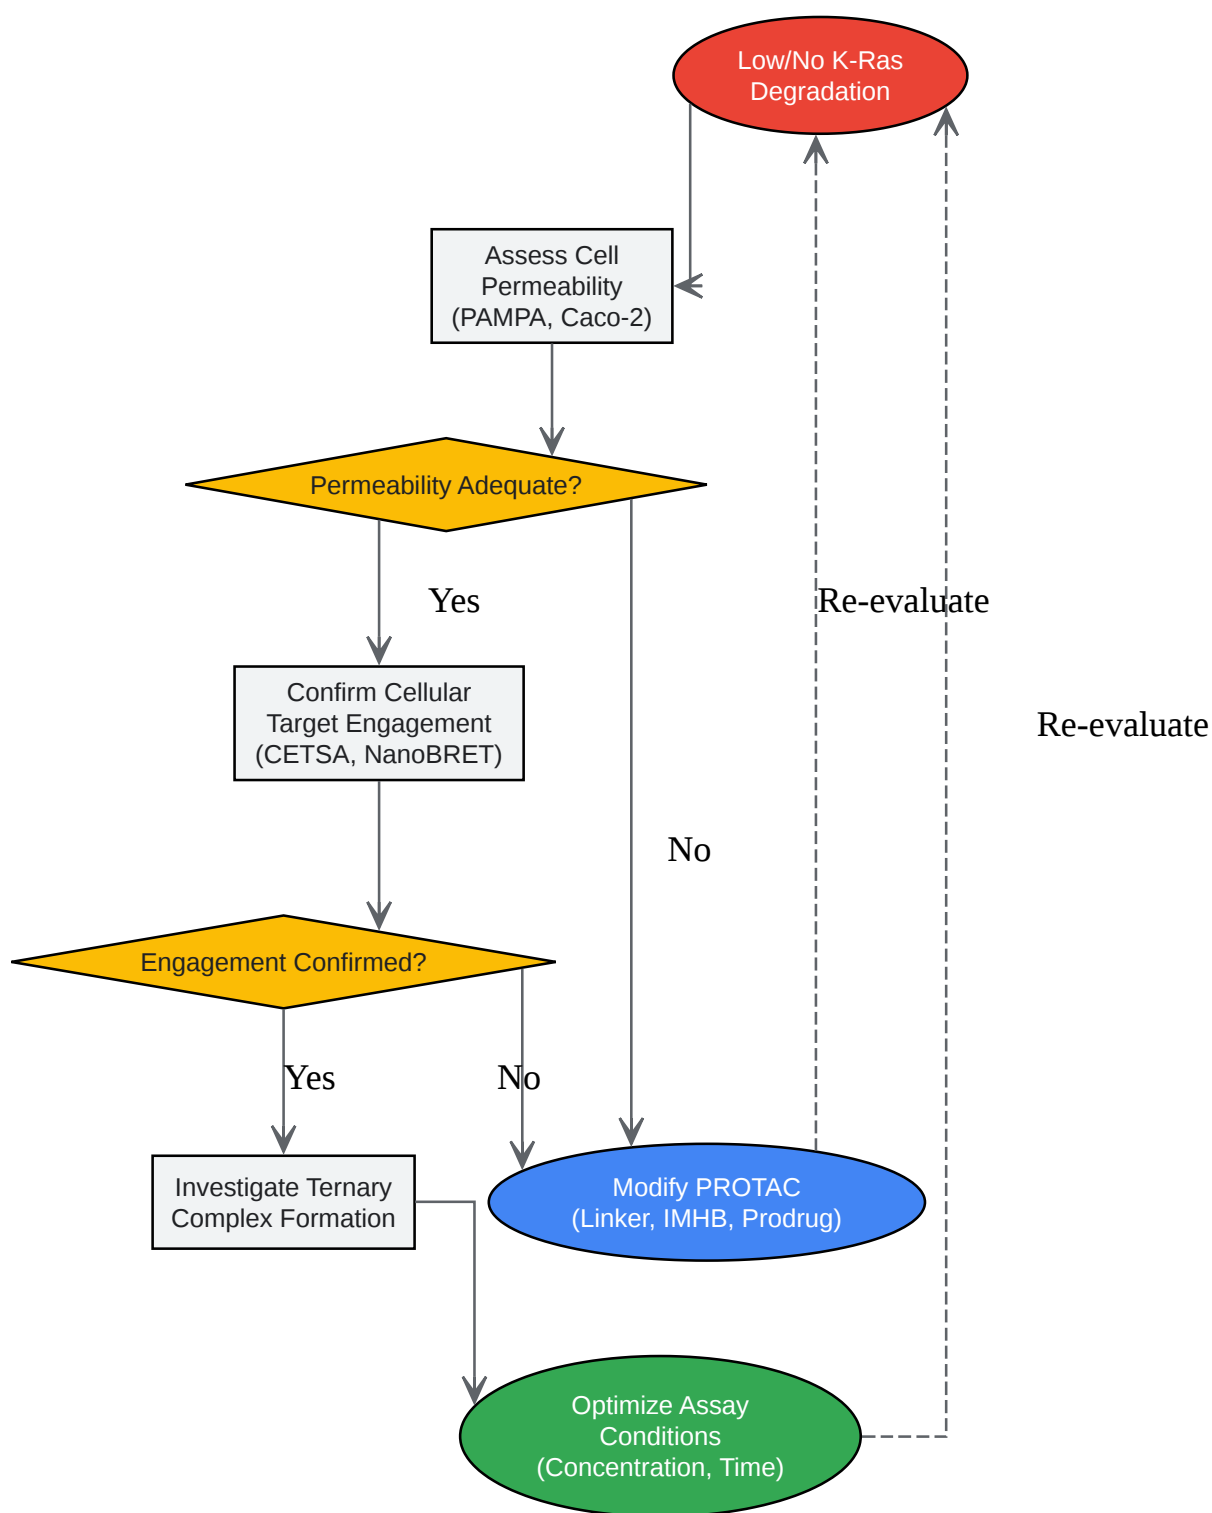 Low/No K-Ras
Degradation
Assess Cell
Permeability
(PAMPA, Caco-2)
Permeability Adequate?
Yes
Re-evaluate
Confirm Cellular
Target Engagement
(CETSA, NanoBRET)
Re-evaluate
No
Engagement Confirmed?
Yes
No
Investigate Ternary
Complex Formation
Modify PROTAC
(Linker, IMHB, Prodrug)
Optimize Assay
Conditions
(Concentration, Time)